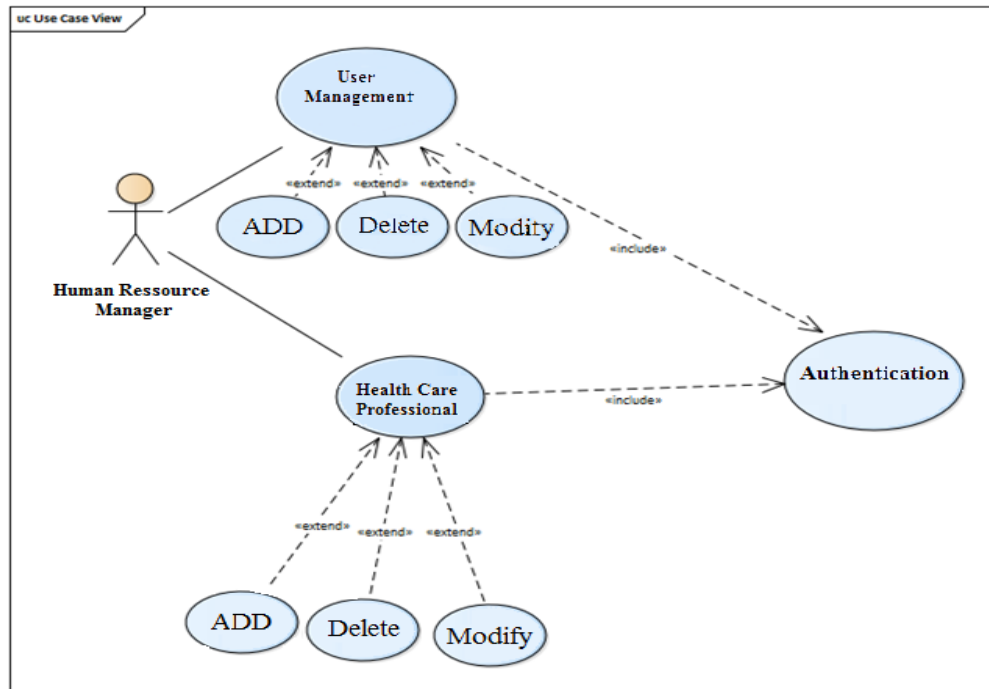 uc Use Case View
User
Management
«extend»
«extend»
«extend»
ADD
Delete
Modity
«include»
Human Ressource
Manager
Health Care
Professional
Authentication
«include»
«extend»
«extend»
«extend»
ADD
Delete
Modify